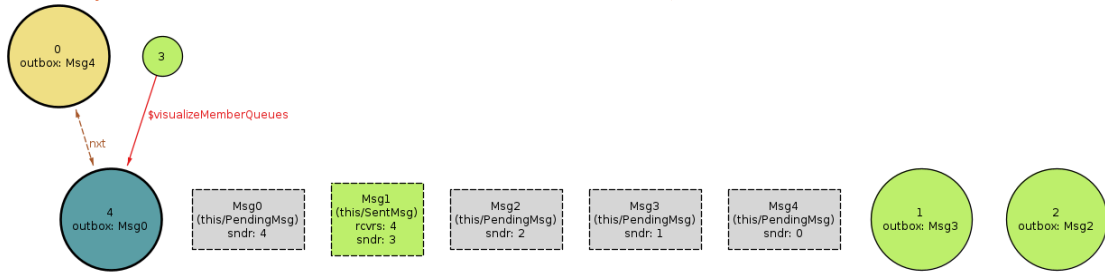 0
outbox: Msg4
3
$visualizeMemberQueues
nxt
4
outbox: Msg0
Msg0
(this/PendingMsg)
sndr: 4
Msg1
(this/SentMsg)
rcvrs: 4
sndr: 3
Msg2
(this/PendingMsg)
sndr: 2
Msg3
(this/PendingMsg)
sndr: 1
Msg4
(this/PendingMsg)
sndr: 0
1
outbox: Msg3
2
outbox: Msg2